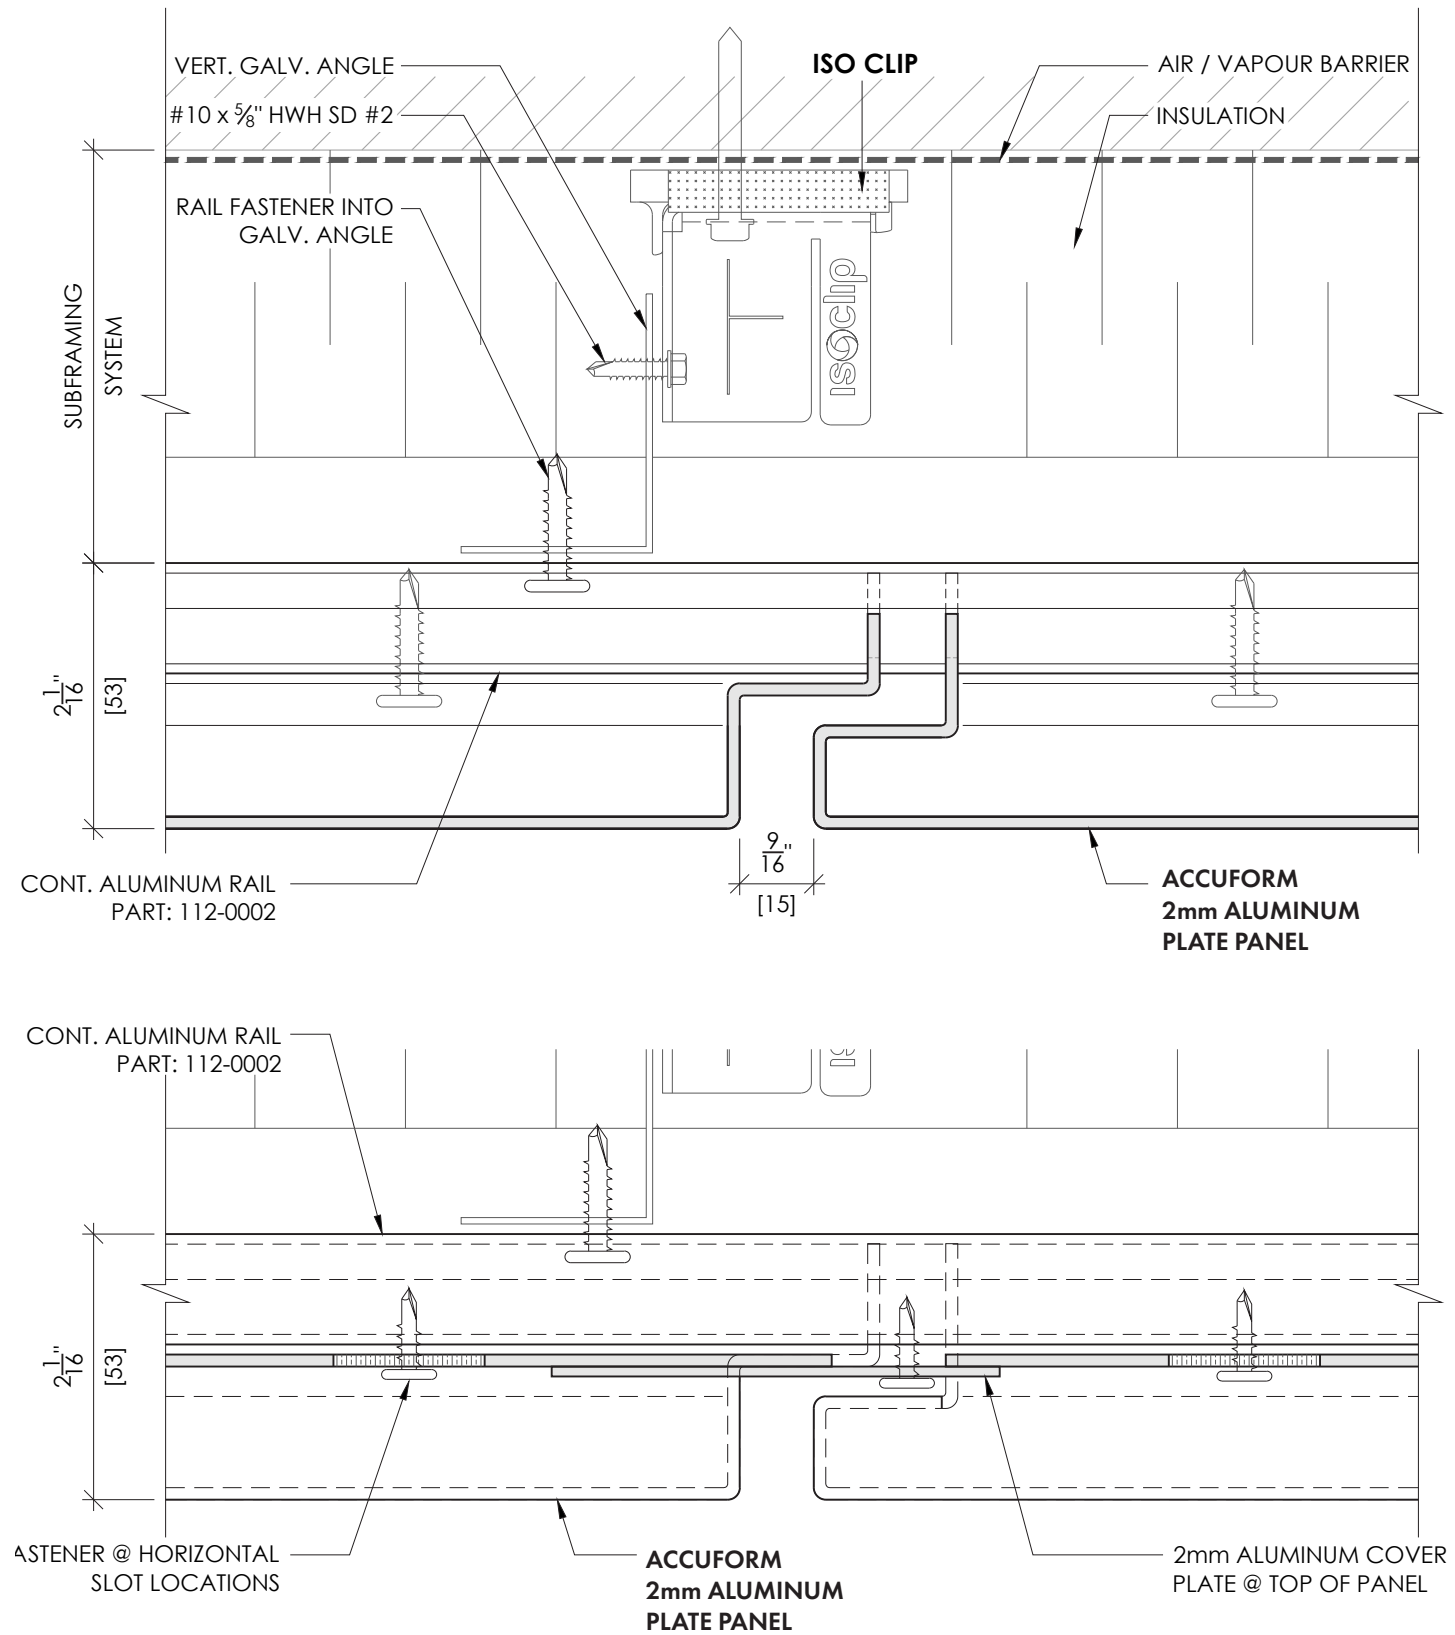 VERT. GALV. ANGLE
#10 x ⅝" HWH SD #2
RAIL FASTENER INTO
GALV. ANGLE
ISO CLIP
AIR / VAPOUR BARRIER
INSULATION
SUBFRAMING
SYSTEM
isoclip
2 1/16"
[53]
9/16"
[15]
CONT. ALUMINUM RAIL
PART: 112-0002
ACCUFORM
2mm ALUMINUM
PLATE PANEL
CONT. ALUMINUM RAIL
PART: 112-0002
IS
2 1/16"
[53]
ASTENER @ HORIZONTAL
SLOT LOCATIONS
ACCUFORM
2mm ALUMINUM
PLATE PANEL
2mm ALUMINUM COVER
PLATE @ TOP OF PANEL